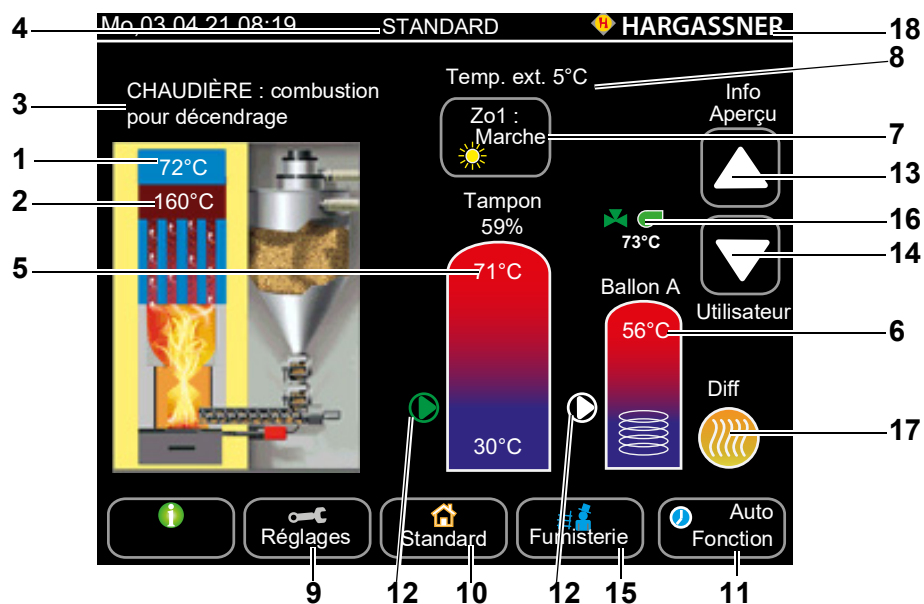 Mo,03.04.21 08:19
STANDARD
H HARGASSNER
4
18
8
CHAUDIÈRE : combustion
pour décendrage
3
Temp. ext. 5°C
Info
Aperçu
Zo1 :
Marche
7
1
72°C
2
160°C
13
Tampon
59%
16
73°C
14
5
71°C
Ballon A
Utilisateur
56°C
6
Diff
17
30°C
i
Réglages
Standard
Fumisterie
Auto
Fonction
9
12
10
12
15
11